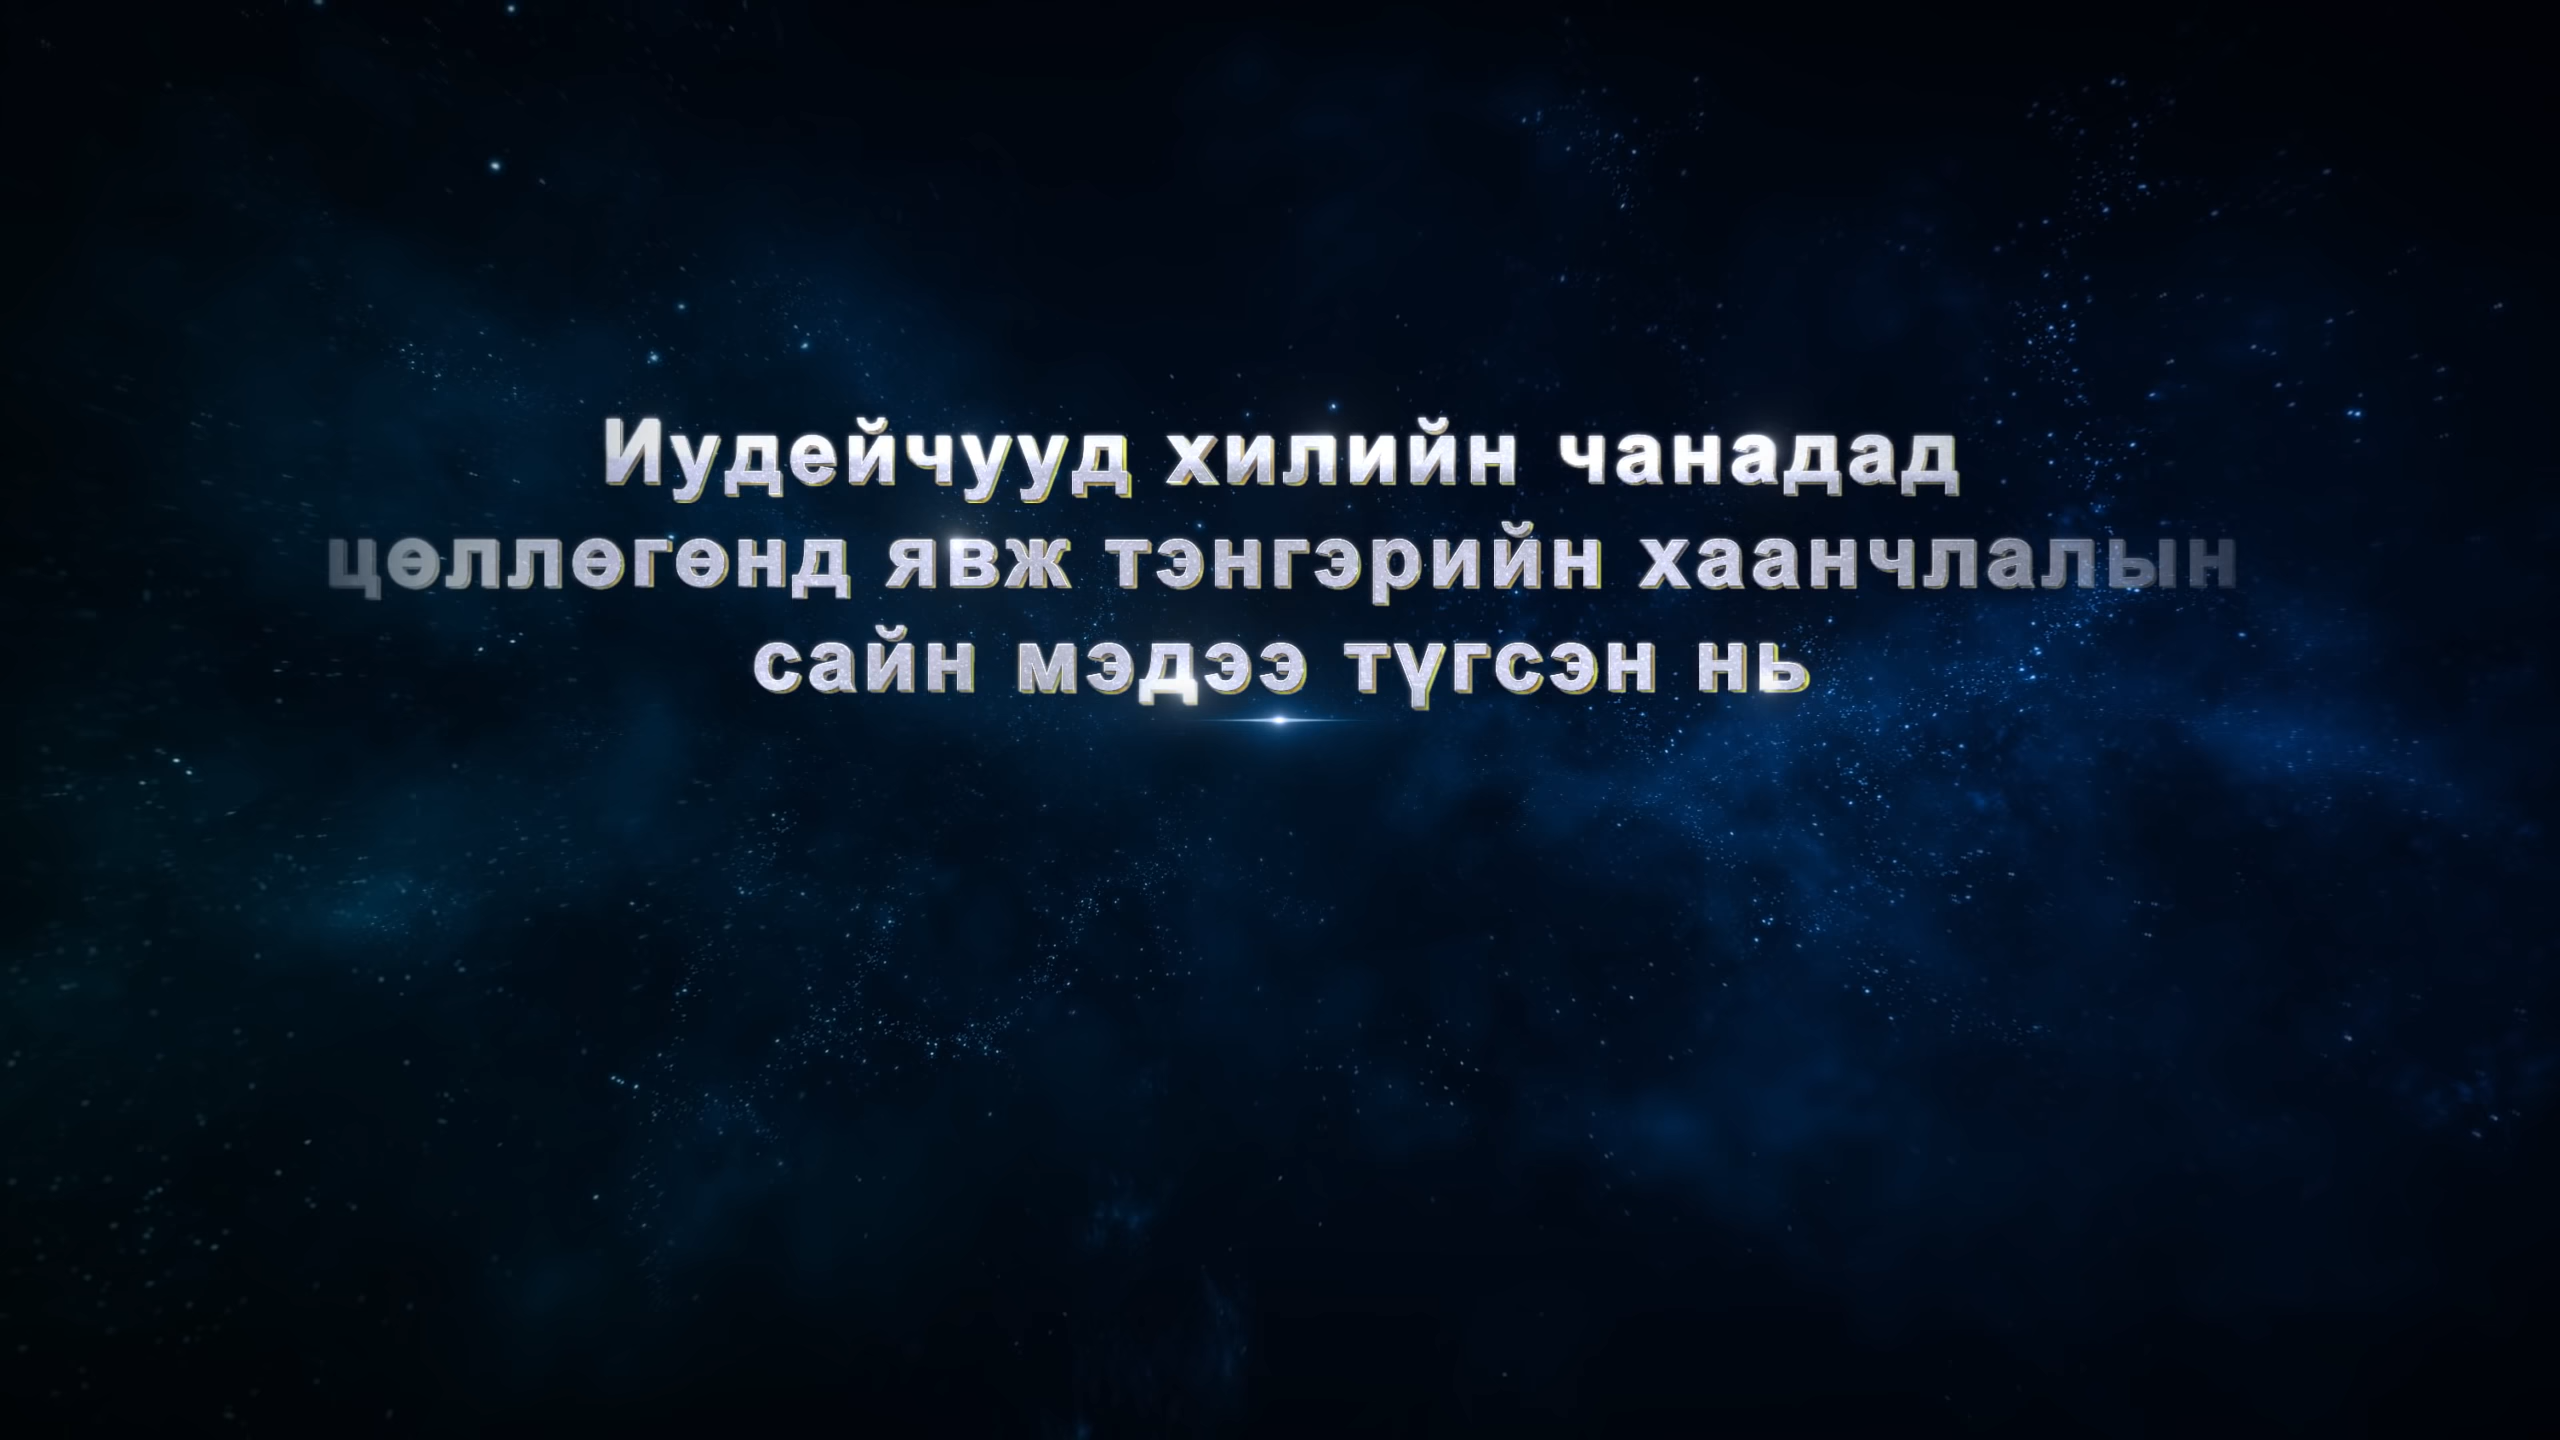 Иудейчууд хилийн чанадад
цөллөгөнд явж тэнгэрийн хаанчлалын
сайн мэдээ түгсэн нь